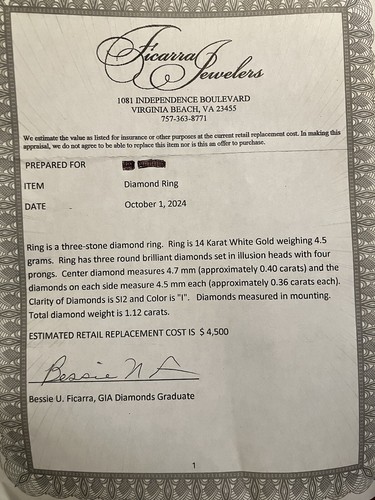 Ficarra
Jewelers
1081 INDEPENDENCE BOULEVARD
VIRGINIA BEACH, VA 23455
757-363-8771
We estimate the value as listed for insurance or other purposes at the current retail replacement cost. In making this
appraisal, we do not agree to be able to replace this item nor is this an offer to purchase.
PREPARED FOR
ITEM Diamond Ring
DATE October 1, 2024
Ring is a three-stone diamond ring. Ring is 14 Karat White Gold weighing 4.5
grams. Ring has three round brilliant diamonds set in illusion heads with four
prongs. Center diamond measures 4.7 mm (approximately 0.40 carats) and the
diamonds on each side measure 4.5 mm each (approximately 0.36 carats each).
Clarity of Diamonds is SI2 and Color is "I". Diamonds measured in mounting.
Total diamond weight is 1.12 carats.
ESTIMATED RETAIL REPLACEMENT COST IS $ 4,500
Bessie
Bessie U. Ficarra, GIA Diamonds Graduate
1